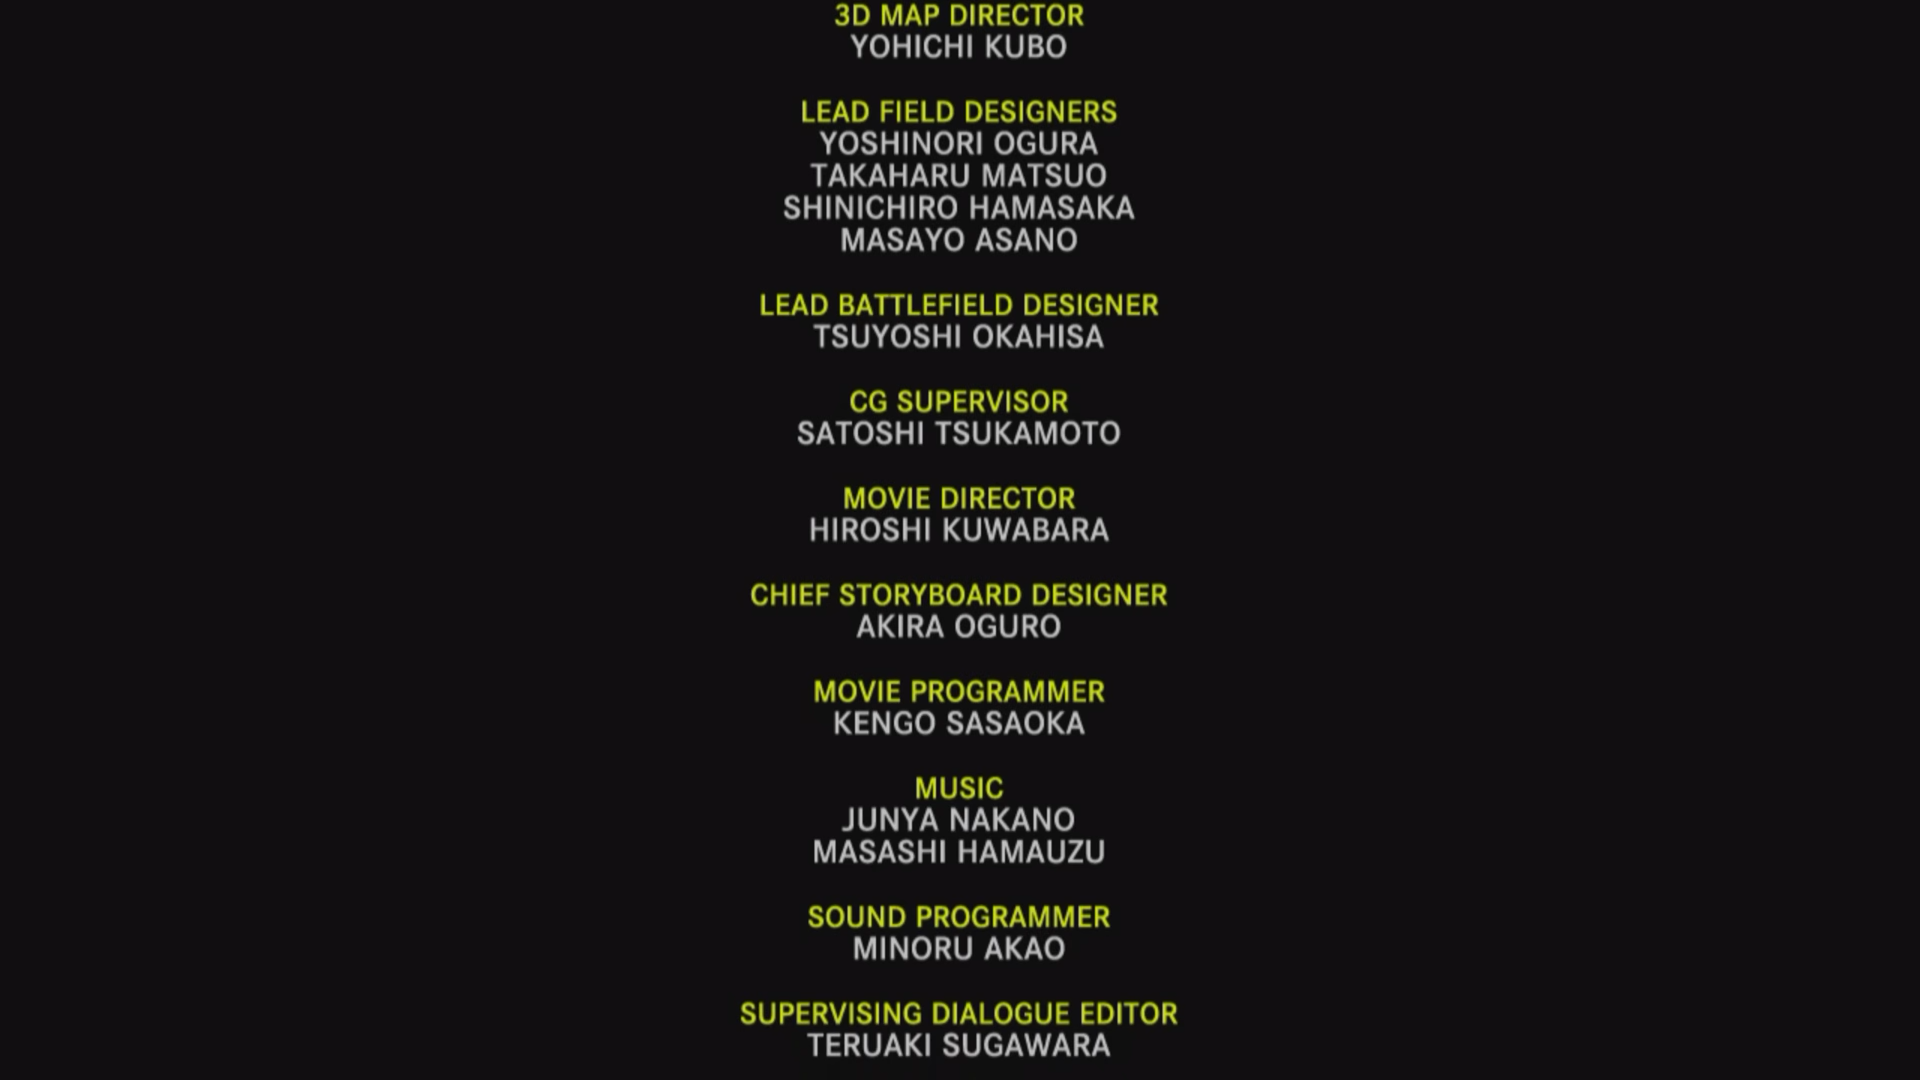 3D MAP DIRECTOR
YOHICHI KUBO
LEAD FIELD DESIGNERS
YOSHINORI OGURA
TAKAHARU MATSUO
SHINICHIRO HAMASAKA
MASAYO ASANO
LEAD BATTLEFIELD DESIGNER
TSUYOSHI OKAHISA
CG SUPERVISOR
SATOSHI TSUKAMOTO
MOVIE DIRECTOR
HIROSHI KUWABARA
CHIEF STORYBOARD DESIGNER
AKIRA OGURO
MOVIE PROGRAMMER
KENGO SASAOKA
MUSIC
JUNYA NAKANO
MASASHI HAMAUZU
SOUND PROGRAMMER
MINORU AKAO
SUPERVISING DIALOGUE EDITOR
TERUAKI SUGAWARA